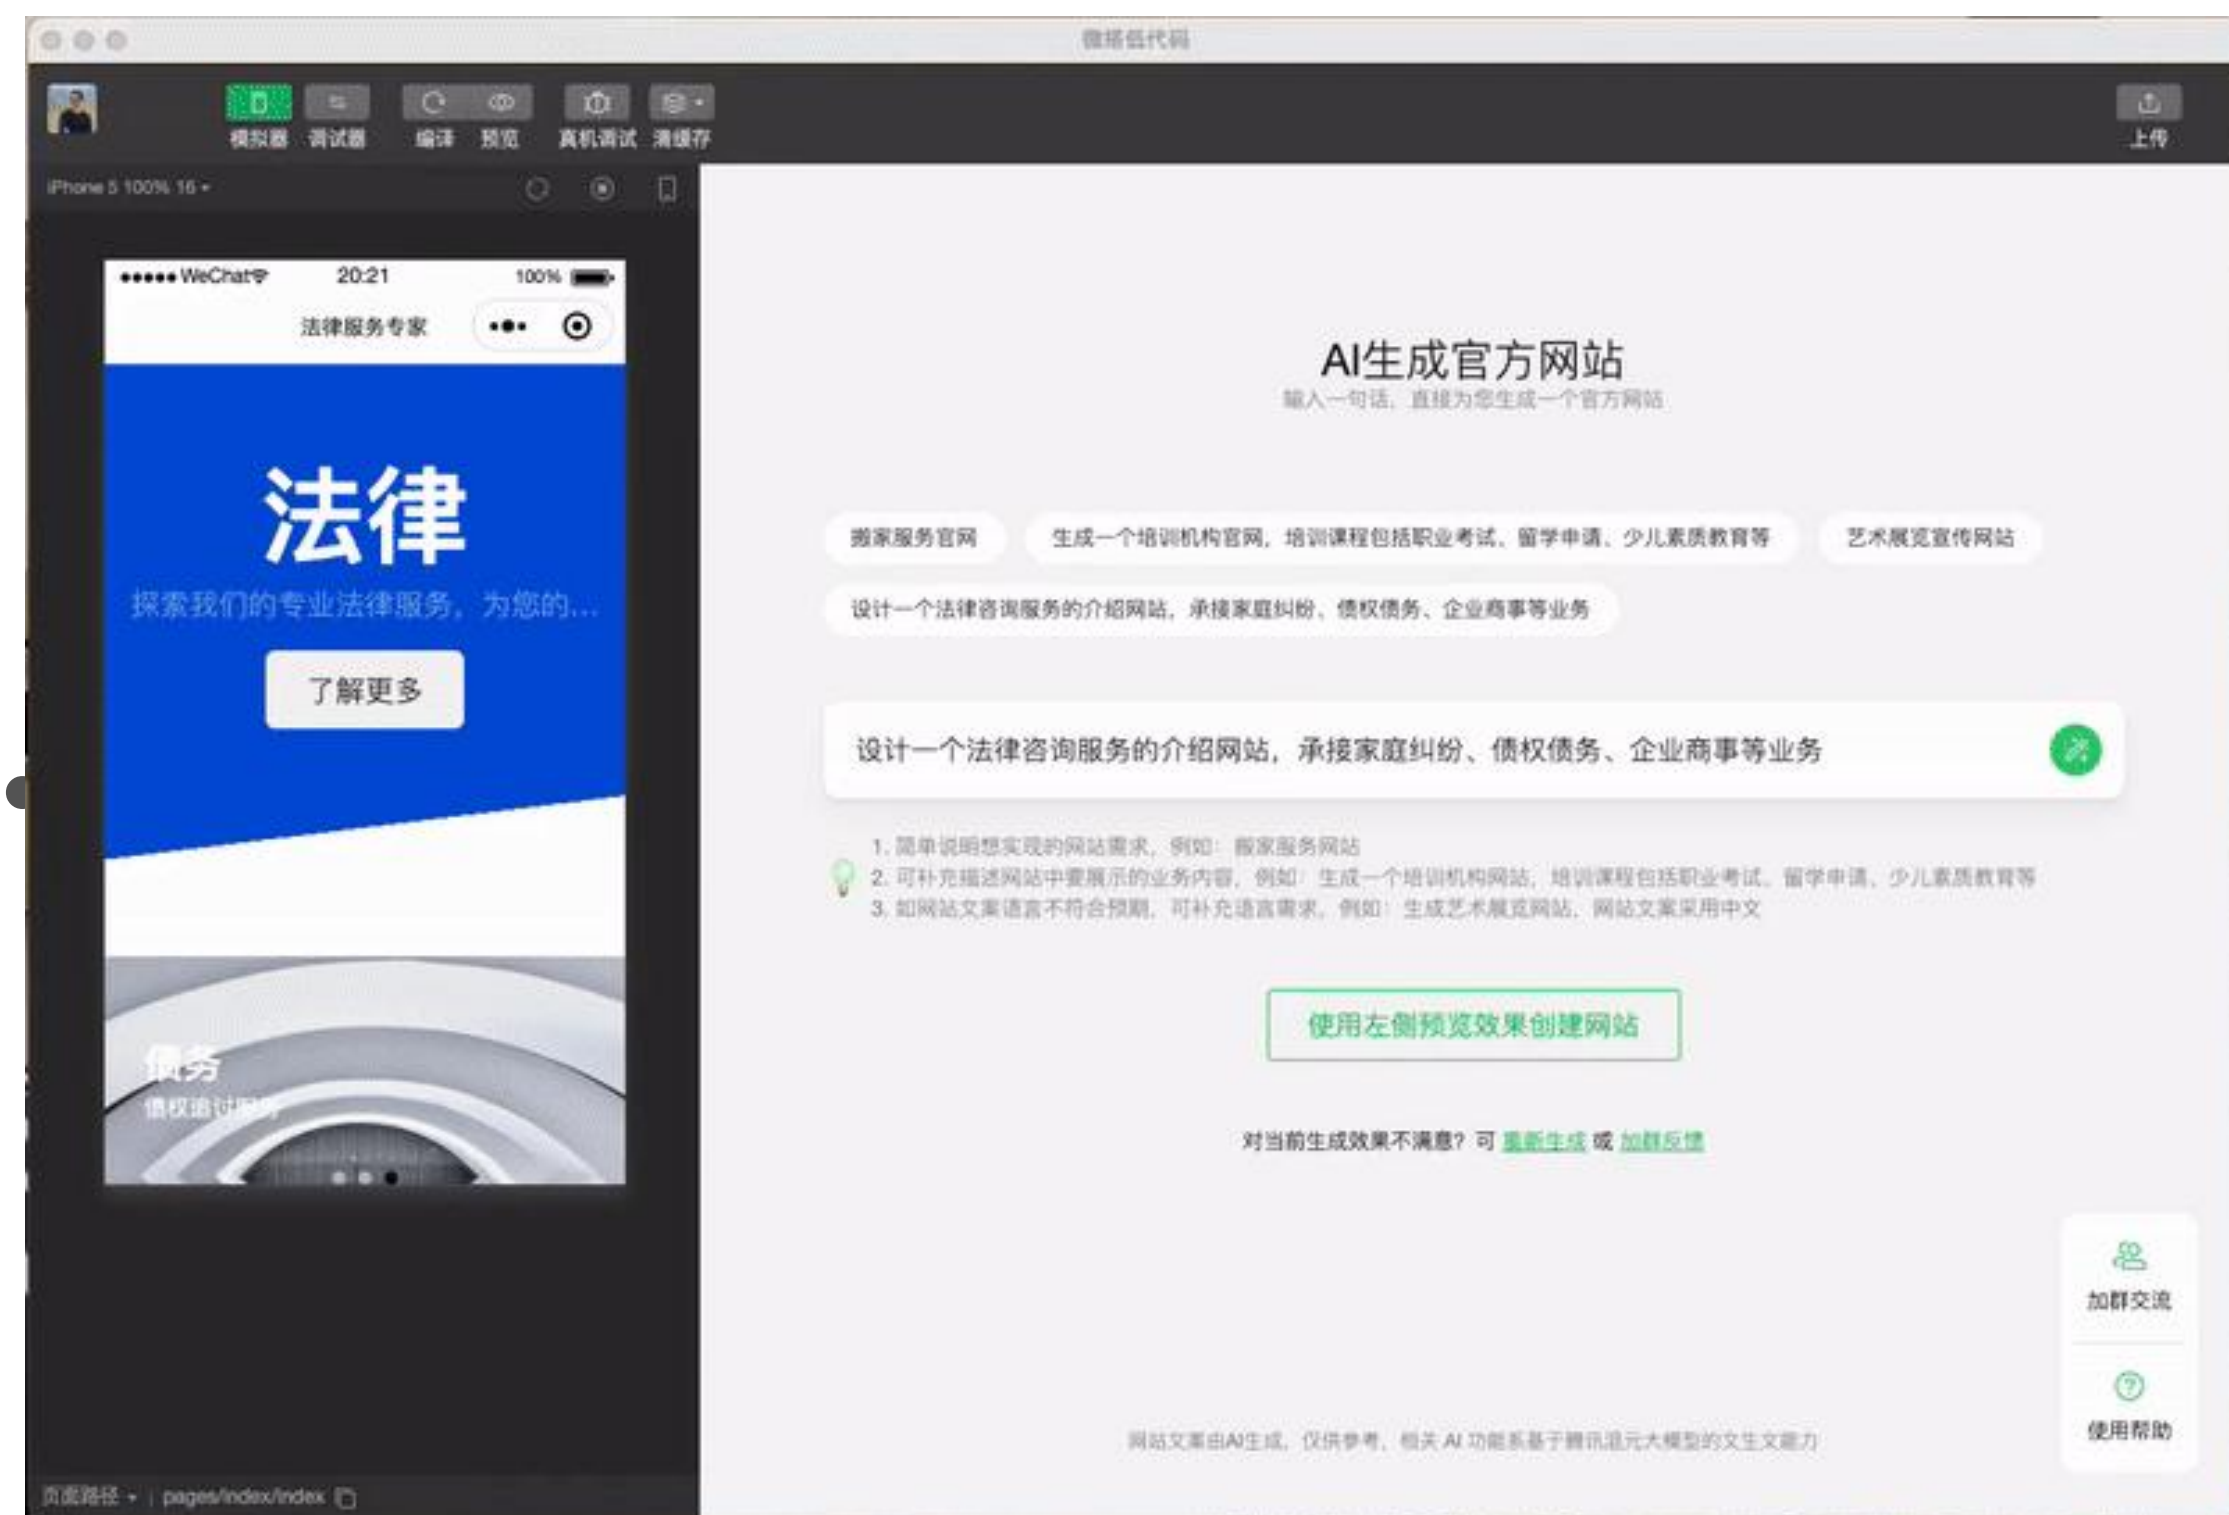 微搭低代码
模拟器 调试器 编译 预览 真机调试 清缓存 上传
iPhone 5 100% 16
WeChat 20:21 100%
法律服务专家
法律
探索我们的专业法律服务，为您的...
了解更多
债务
债权追讨服务
页面路径 | pages/index/index
AI生成官方网站
输入一句话，直接为您生成一个官方网站
搬家服务官网 生成一个培训机构官网，培训课程包括职业考试、留学申请、少儿素质教育等 艺术展览宣传网站
设计一个法律咨询服务的介绍网站，承接家庭纠纷、债权债务、企业商事等业务
设计一个法律咨询服务的介绍网站，承接家庭纠纷、债权债务、企业商事等业务
1. 简单说明想实现的网站需求，例如：搬家服务网站
2. 可补充描述网站中要展示的业务内容，例如：生成一个培训机构网站，培训课程包括职业考试、留学申请、少儿素质教育等
3. 如网站文案语言不符合预期，可补充语言需求，例如：生成艺术展览网站，网站文案采用中文
使用左侧预览效果创建网站
对当前生成效果不满意？可 重新生成 或 加群反馈
加群交流
使用帮助
网站文案由AI生成，仅供参考，相关 AI 功能系基于腾讯混元大模型的文生文能力